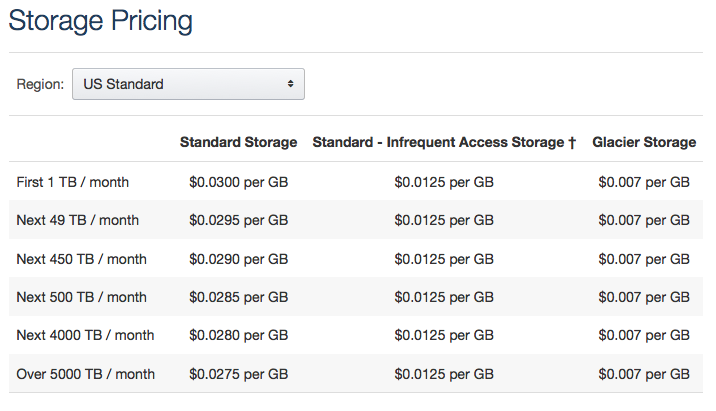 Storage Pricing
Region: US Standard
Standard Storage Standard - Infrequent Access Storage † Glacier Storage
First 1 TB / month $0.0300 per GB $0.0125 per GB $0.007 per GB
Next 49 TB / month $0.0295 per GB $0.0125 per GB $0.007 per GB
Next 450 TB / month $0.0290 per GB $0.0125 per GB $0.007 per GB
Next 500 TB / month $0.0285 per GB $0.0125 per GB $0.007 per GB
Next 4000 TB / month $0.0280 per GB $0.0125 per GB $0.007 per GB
Over 5000 TB / month $0.0275 per GB $0.0125 per GB $0.007 per GB